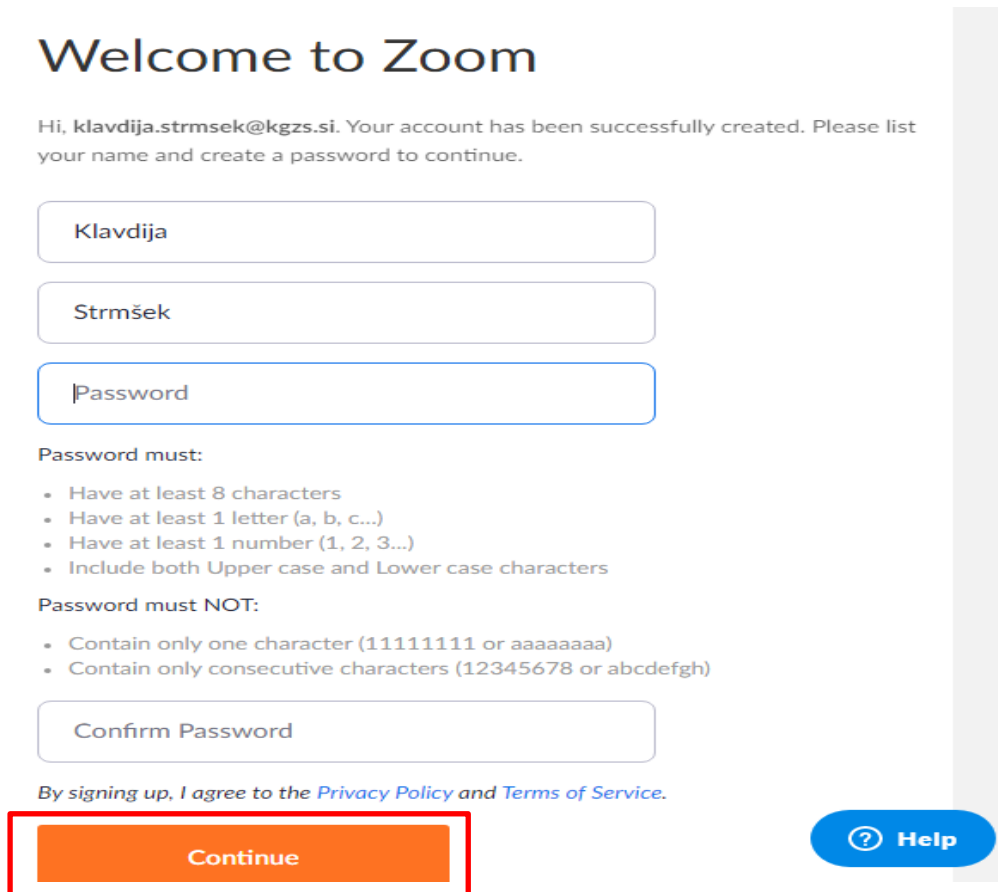 Welcome to Zoom
Hi, klavdija.strmsek@kgzs.si. Your account has been successfully created. Please list
your name and create a password to continue.
Klavdija
Strmšek
Password
Password must:
• Have at least 8 characters
• Have at least 1 letter (a, b, c...)
• Have at least 1 number (1, 2, 3...)
• Include both Upper case and Lower case characters
Password must NOT:
• Contain only one character (11111111 or aaaaaaaa)
• Contain only consecutive characters (12345678 or abcdefgh)
Confirm Password
By signing up, I agree to the Privacy Policy and Terms of Service.
Continue
? Help